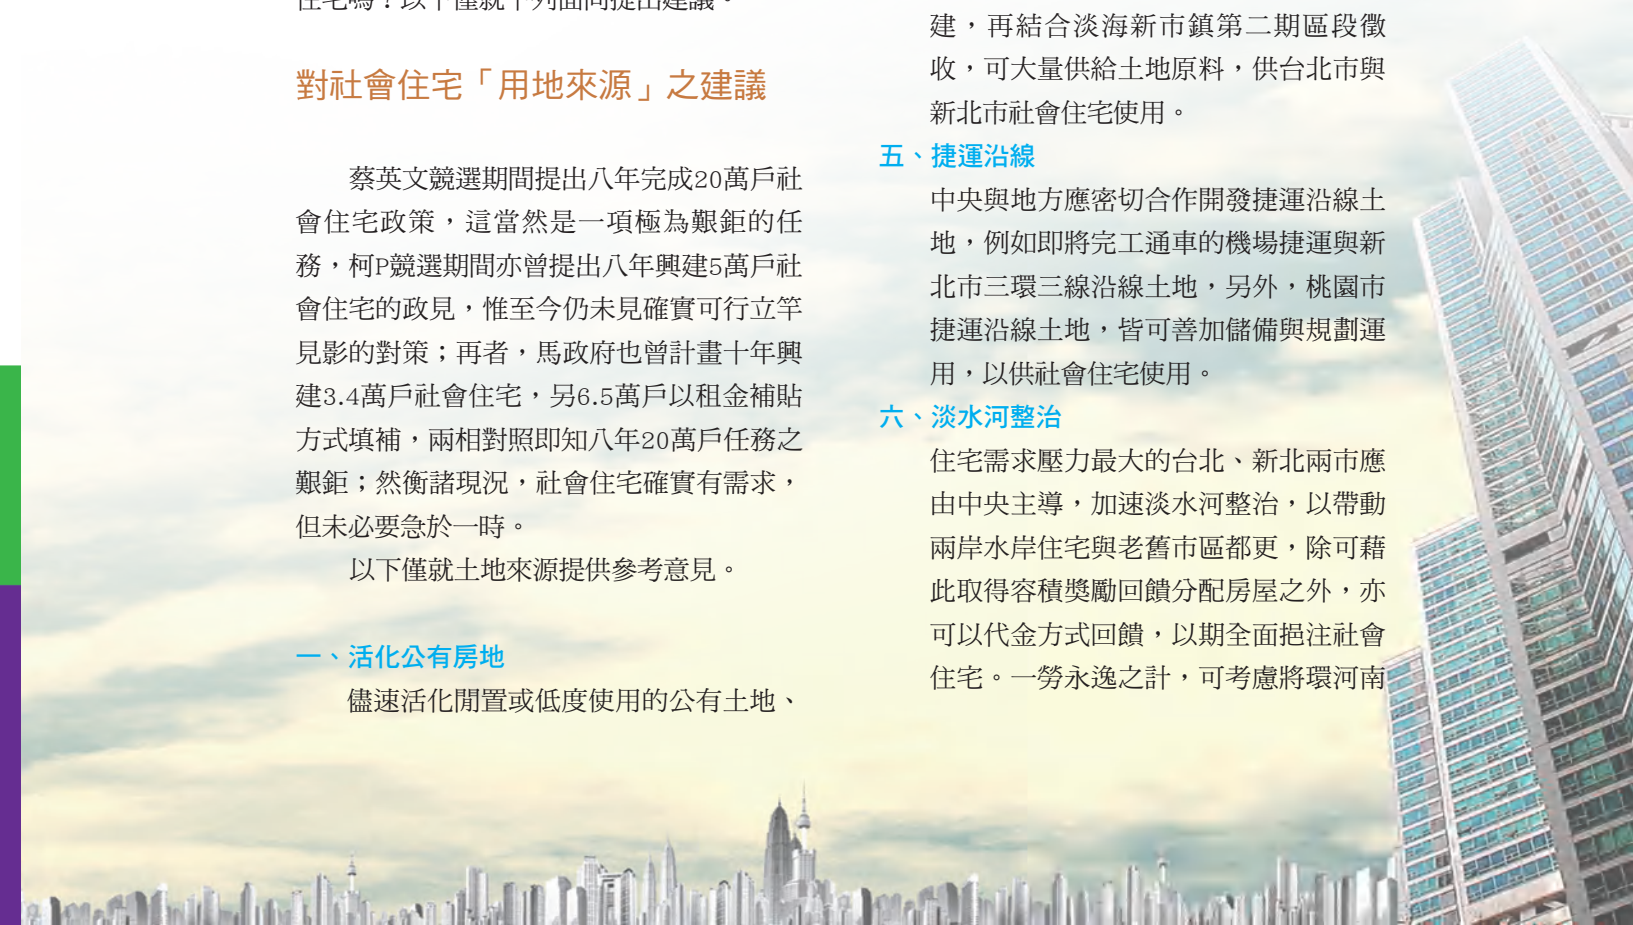 住宅嗎？以下僅就下列面向提出建議。
對社會住宅「用地來源」之建議
蔡英文競選期間提出八年完成20萬戶社
會住宅政策，這當然是一項極為艱鉅的任
務，柯P競選期間亦曾提出八年興建5萬戶社
會住宅的政見，惟至今仍未見確實可行立竿
見影的對策；再者，馬政府也曾計畫十年興
建3.4萬戶社會住宅，另6.5萬戶以租金補貼
方式填補，兩相對照即知八年20萬戶任務之
艱鉅；然衡諸現況，社會住宅確實有需求，
但未必要急於一時。
以下僅就土地來源提供參考意見。
一、活化公有房地
儘速活化閒置或低度使用的公有土地、
建，再結合淡海新市鎮第二期區段徵
收，可大量供給土地原料，供台北市與
新北市社會住宅使用。
五、捷運沿線
中央與地方應密切合作開發捷運沿線土
地，例如即將完工通車的機場捷運與新
北市三環三線沿線土地，另外，桃園市
捷運沿線土地，皆可善加儲備與規劃運
用，以供社會住宅使用。
六、淡水河整治
住宅需求壓力最大的台北、新北兩市應
由中央主導，加速淡水河整治，以帶動
兩岸水岸住宅與老舊市區都更，除可藉
此取得容積獎勵回饋分配房屋之外，亦
可以代金方式回饋，以期全面挹注社會
住宅。一勞永逸之計，可考慮將環河南